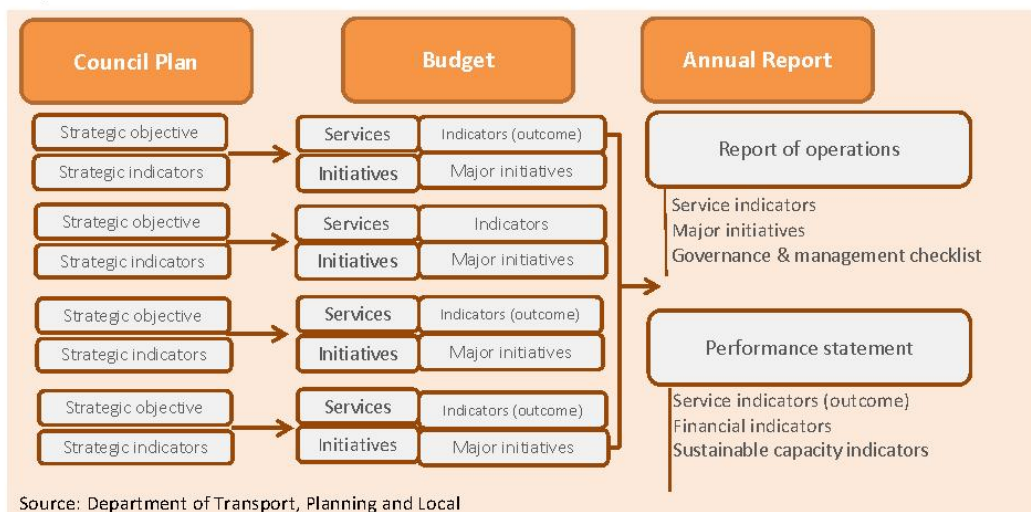 Council Plan
Budget
Annual Report
Strategic objective
Strategic indicators
Services
Indicators (outcome)
Initiatives
Major initiatives
Strategic objective
Strategic indicators
Services
Indicators
Initiatives
Major initiatives
Strategic objective
Strategic indicators
Services
Indicators (outcome)
Initiatives
Major initiatives
Strategic objective
Strategic indicators
Services
Indicators (outcome)
Initiatives
Major initiatives
Report of operations
Service indicators
Major initiatives
Governance & management checklist
Performance statement
Service indicators (outcome)
Financial indicators
Sustainable capacity indicators
Source: Department of Transport, Planning and Local